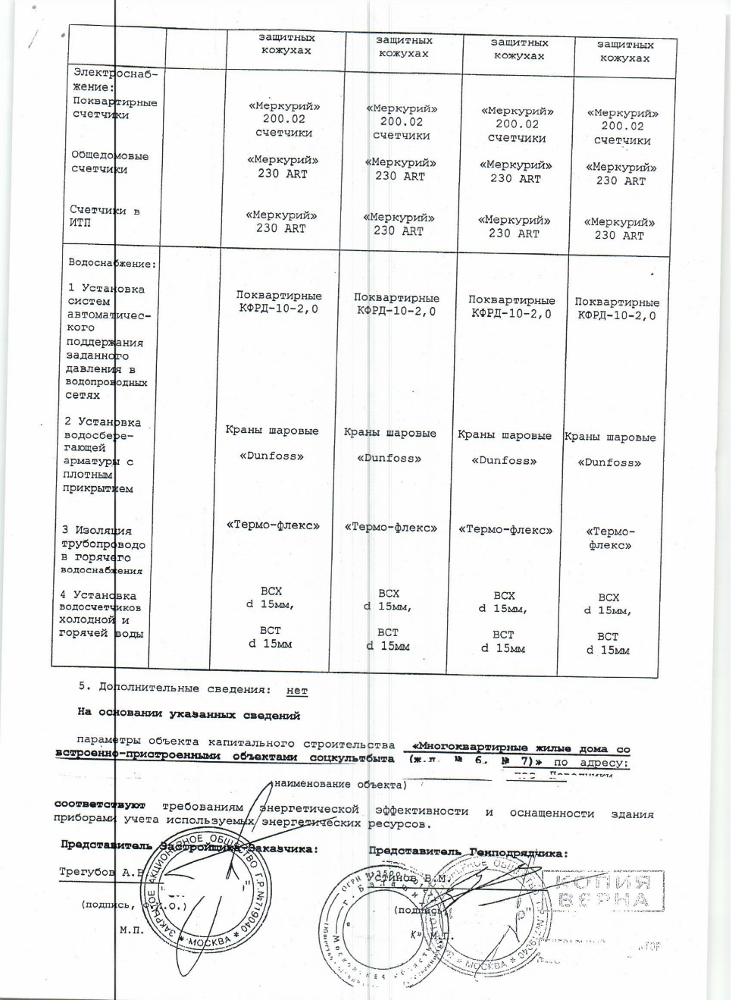 защитных защитных защитных защитных
кожухах кожухах кожухах кожухах
Электроснаб-
жение:
Поквартирные «Меркурий» «Меркурий» «Меркурий» «Меркурий»
счетчики 200.02 200.02 200.02 200.02
счетчики счетчики счетчики счетчики
Общедомовые «Меркурий» «Меркурий» «Меркурий» «Меркурий»
счетчики 230 ART 230 ART 230 ART 230 ART
Счетчики в «Меркурий» «Меркурий» «Меркурий» «Меркурий»
ИТП 230 ART 230 ART 230 ART 230 ART
Водоснабжение:
1 Установка Поквартирные Поквартирные Поквартирные Поквартирные
систем КФРД-10-2,0 КФРД-10-2,0 КФРД-10-2,0 КФРД-10-2,0
автоматичес-
кого
поддержания
заданного
давления в
водопроводных
сетях
2 Установка Краны шаровые Краны шаровые Краны шаровые Краны шаровые
водосбере-
гающей «Dunfoss» «Dunfoss» «Dunfoss» «Dunfoss»
арматуры с
плотным
прикрытием
3 Изоляция «Термо-флекс» «Термо-флекс» «Термо-флекс» «Термо-
трубопроводо флекс»
в горячего
водоснабжения
4 Установка ВСХ ВСХ ВСХ ВСХ
водосчетчиков d 15мм, d 15мм, d 15мм, d 15мм,
холодной и ВСТ ВСТ ВСТ ВСТ
горячей воды d 15мм d 15мм d 15мм d 15мм
5. Дополнительные сведения: нет
На основании указанных сведений
параметры объекта капитального строительства «Многоквартирные жилые дома со
встроенно-пристроенными объектами соцкультбыта (ж.д. № 6, № 7)» по адресу:
(наименование объекта)
соответствуют требованиям энергетической эффективности и оснащенности здания
приборами учета используемых энергетических ресурсов.
Представитель Застройщика-Заказчика: Представитель Генподрядчика:
Трегубов А.В. Устинов В.М.
(подпись, Ф.И.О.) (подпись,
М.П. М.П.
ЗАКРЫТОЕ АКЦИОНЕРНОЕ ОБЩЕСТВО Г.Р.№719040
* МОСКВА *
Московская область
* МОСКВА *
КОПИЯ
ВЕРНА